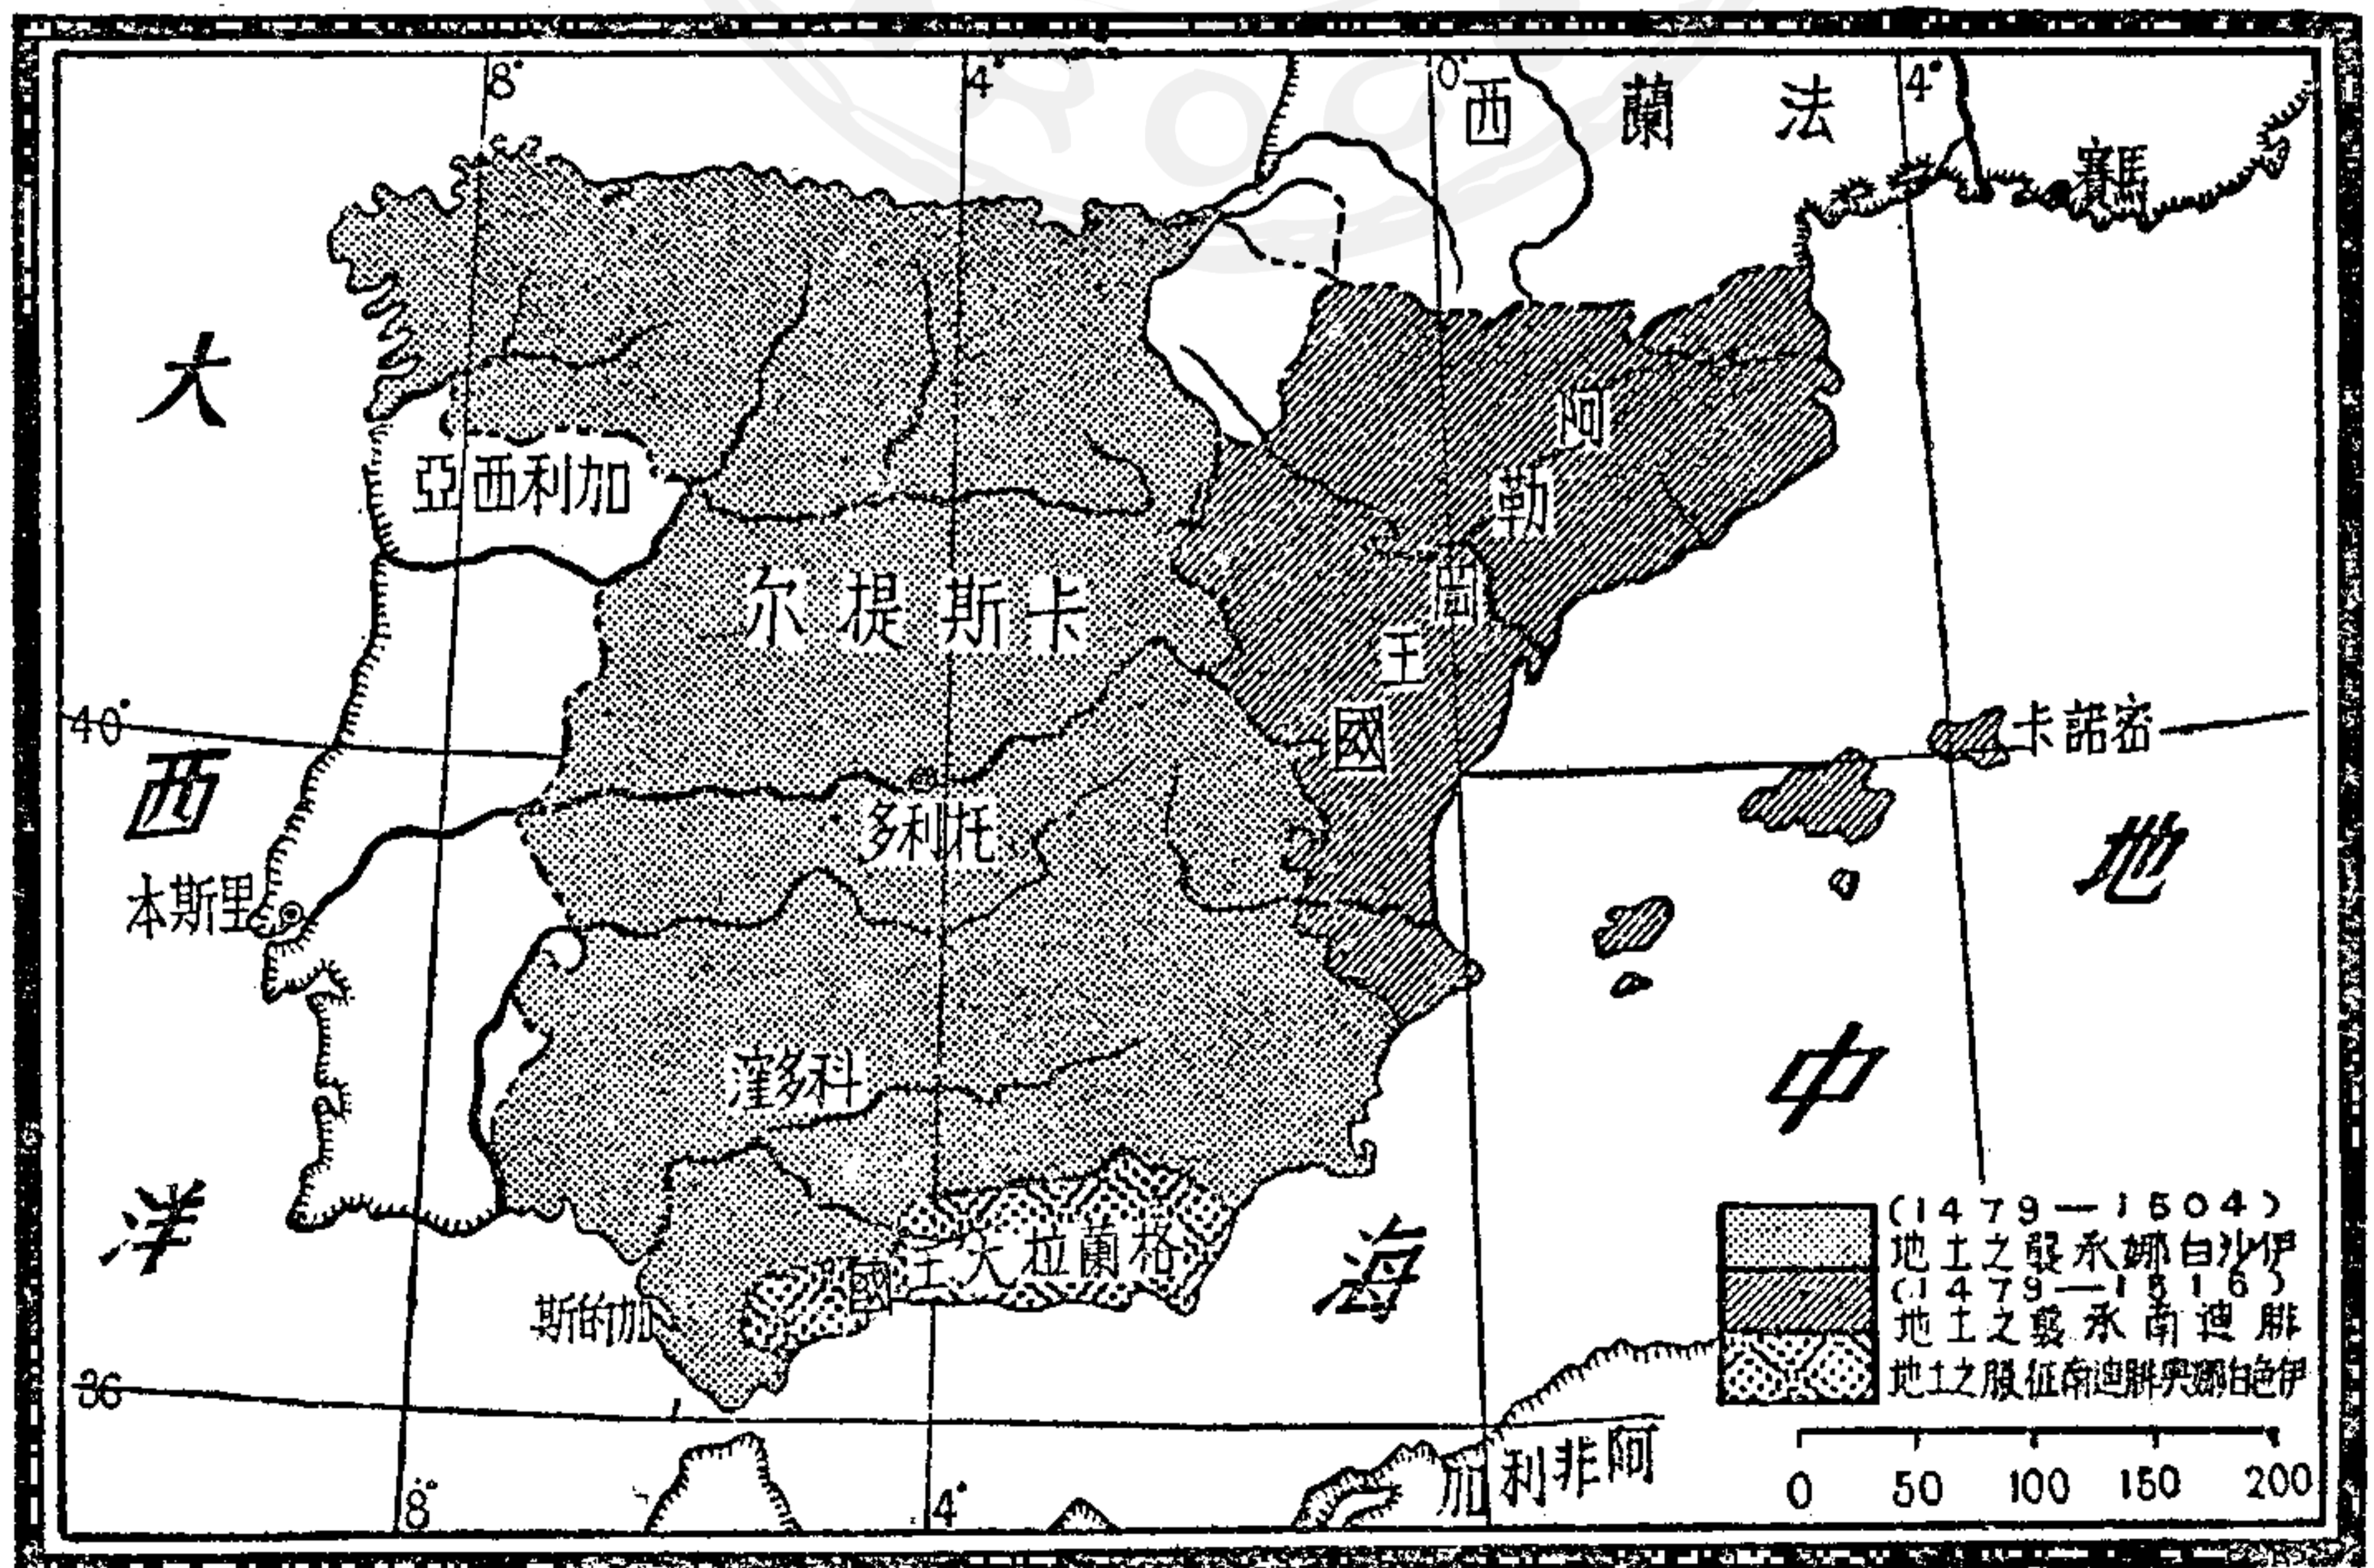 8°
4°
0°
4°
法蘭西
馬賽
大西洋
加利西亞
卡斯提尔
阿勒崗王國
40°
密諾卡
托利多
里斯本
地中海
科多窪
格蘭拉大王國
加的斯
(1479—1504)
伊沙白娜承襲之土地
(1479—1516)
腓迪南承襲之土地
伊色白娜與腓迪南征服之土地
36
阿非利加
8°
4°
0 50 100 150 200